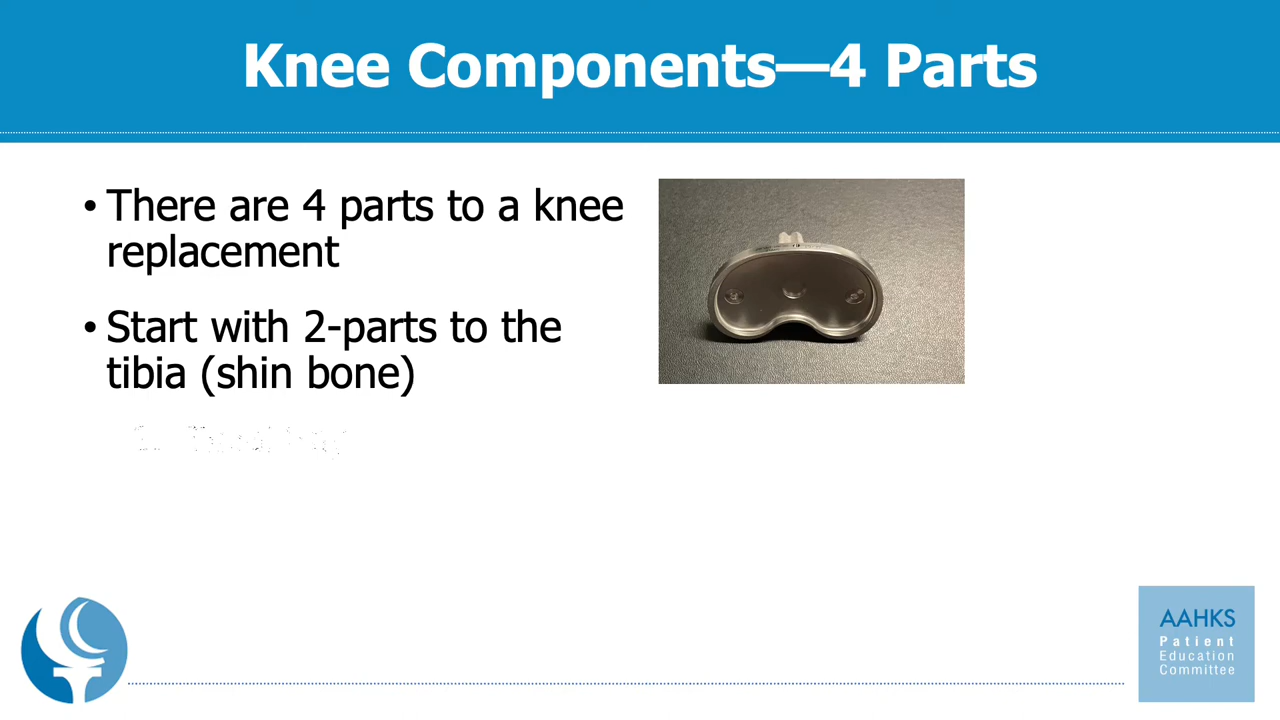 Knee Components—4 Parts
• There are 4 parts to a knee
replacement
• Start with 2-parts to the
tibia (shin bone)
AAHKS
Patient
Education
Committee